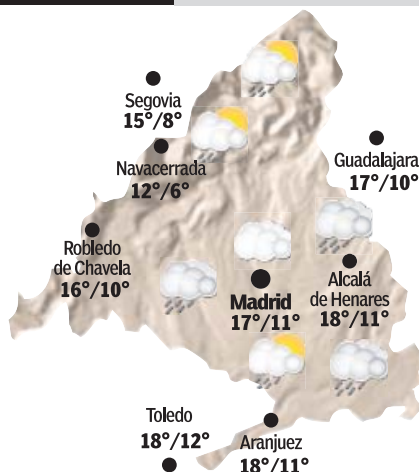 Segovia
15°/8°
Navacerrada
12°/6°
Guadalajara
17°/10°
Robledo
de Chavela
16°/10°
Madrid
17°/11°
Alcalá
de Henares
18°/11°
Toledo
18°/12°
Aranjuez
18°/11°